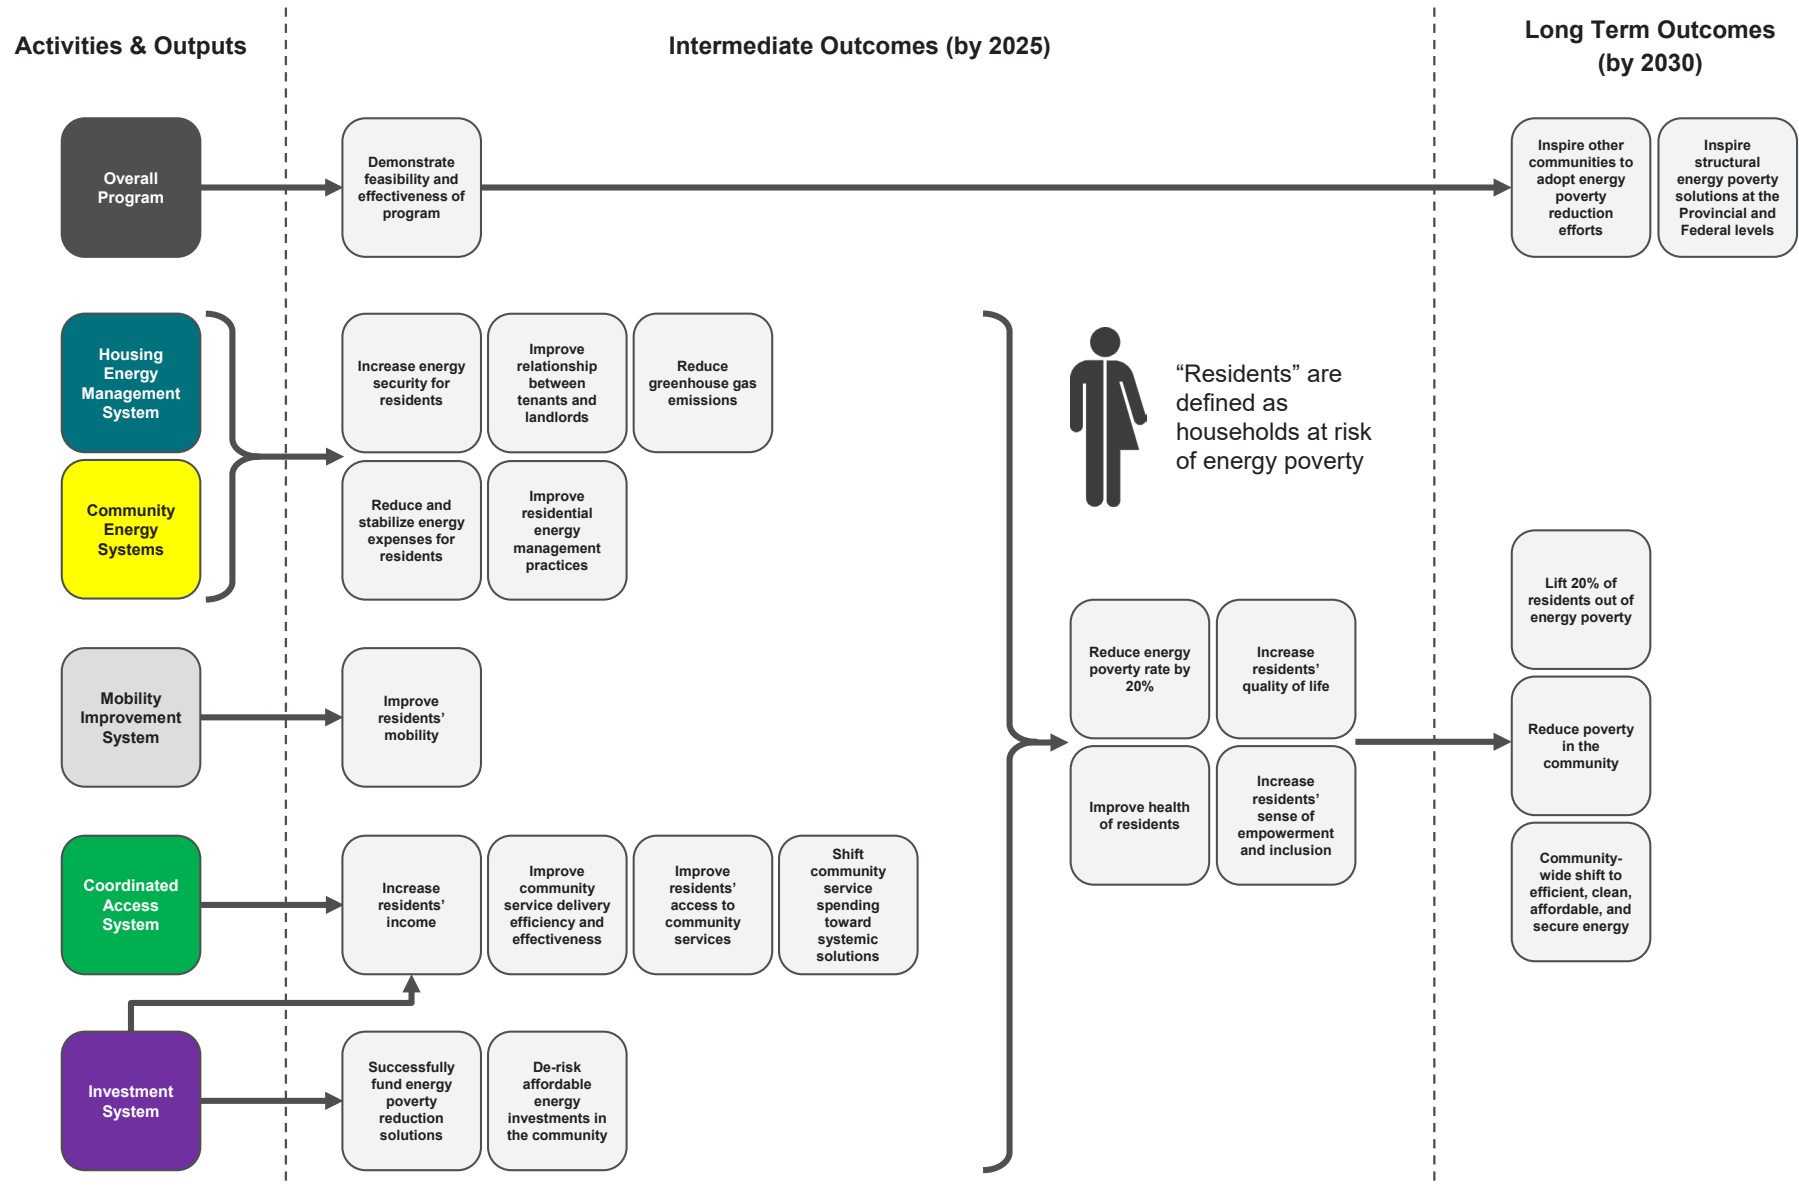 Activities & Outputs
Intermediate Outcomes (by 2025)
Long Term Outcomes
(by 2030)
Overall
Program
Demonstrate
feasibility and
effectiveness of
program
Inspire other
communities to
adopt energy
poverty
reduction
efforts
Inspire
structural
energy poverty
solutions at the
Provincial and
Federal levels
Housing
Energy
Management
System
Community
Energy
Systems
Increase energy
security for
residents
Improve
relationship
between
tenants and
landlords
Reduce
greenhouse gas
emissions
Reduce and
stabilize energy
expenses for
residents
Improve
residential
energy
management
practices
“Residents” are
defined as
households at risk
of energy poverty
Mobility
Improvement
System
Improve
residents’
mobility
Reduce energy
poverty rate by
20%
Increase
residents’
quality of life
Improve health
of residents
Increase
residents’
sense of
empowerment
and inclusion
Lift 20% of
residents out of
energy poverty
Reduce poverty
in the
community
Community-
wide shift to
efficient, clean,
affordable, and
secure energy
Coordinated
Access
System
Increase
residents’
income
Improve
community
service delivery
efficiency and
effectiveness
Improve
residents’
access to
community
services
Shift
community
service
spending
toward
systemic
solutions
Investment
System
Successfully
fund energy
poverty
reduction
solutions
De-risk
affordable
energy
investments in
the community